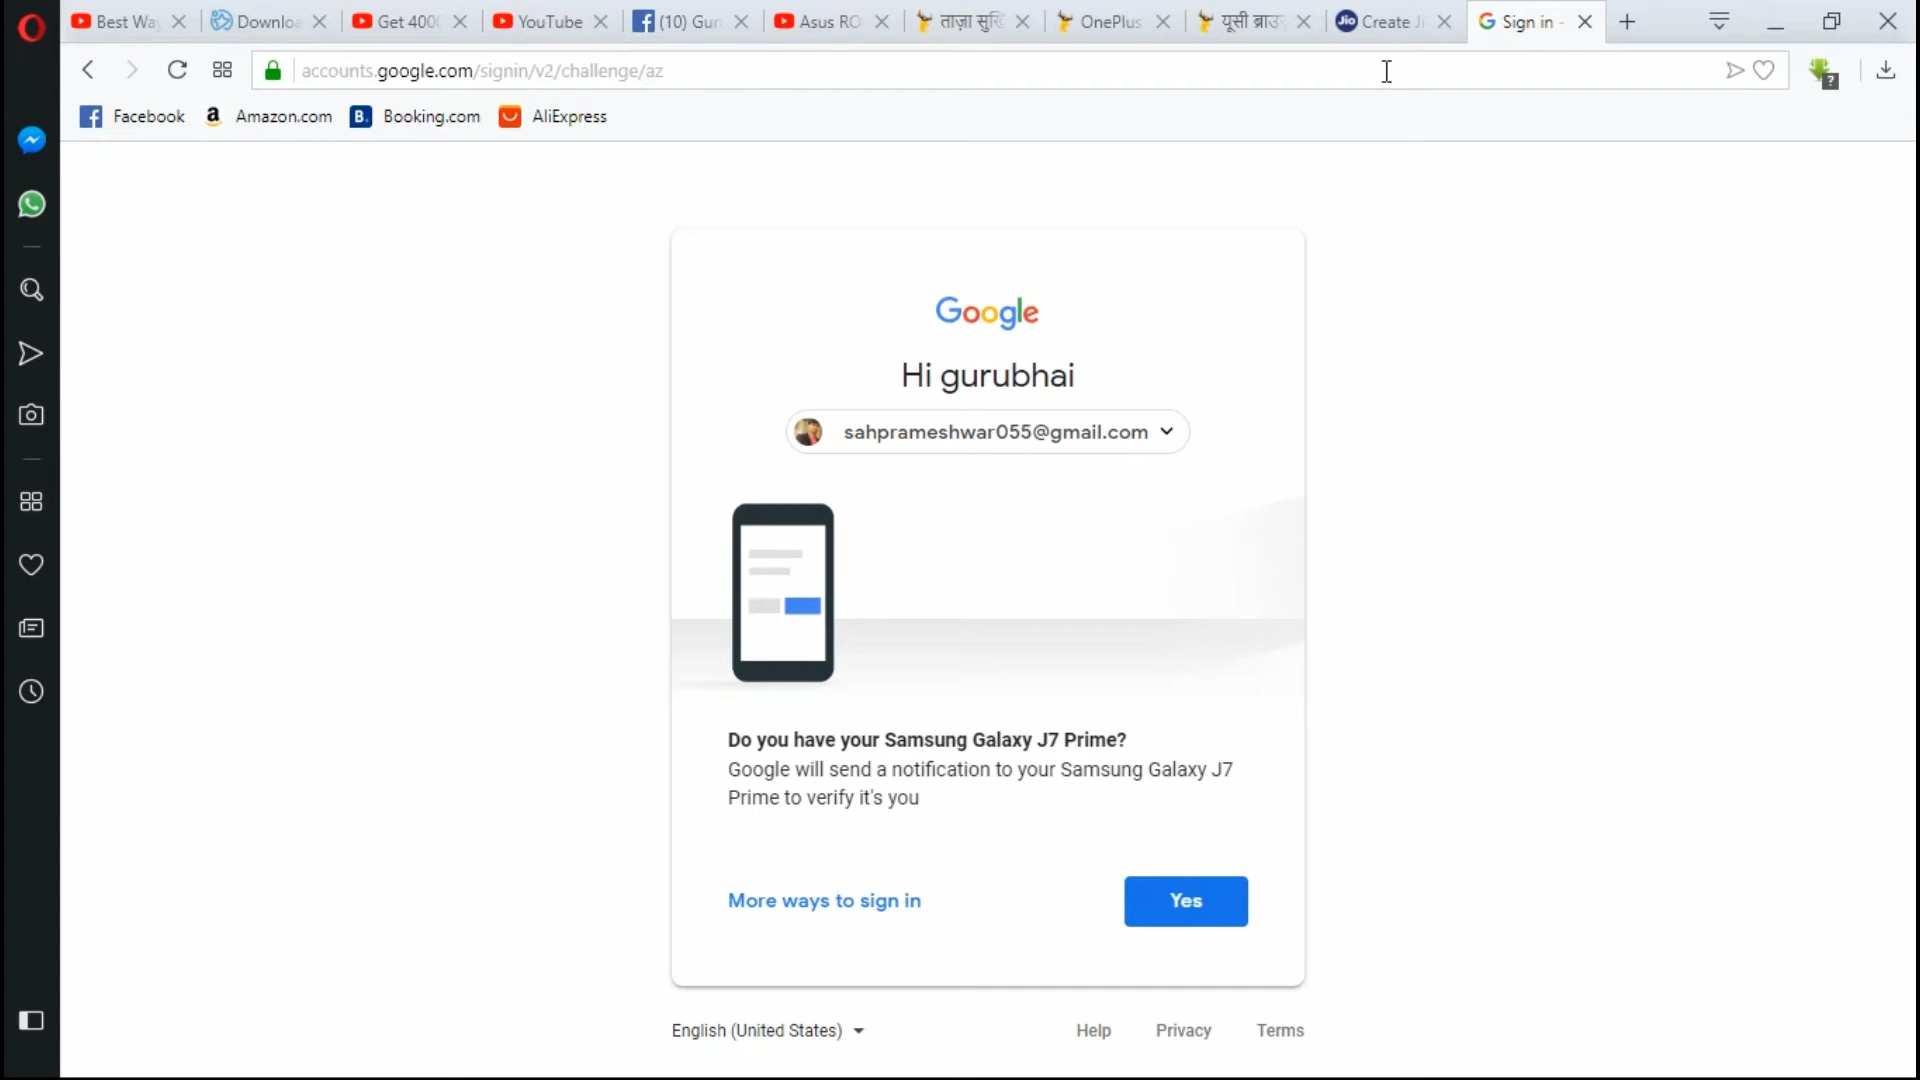 Best Wa
Downloa
Get 400
YouTube
(10) Gur
Asus RO
ताज़ा सुर्खि
OnePlus
यूसी ब्राउ
Jio Create Ji
Sign in -
accounts.google.com/signin/v2/challenge/az
Facebook
Amazon.com
B. Booking.com
AliExpress
Google
Hi gurubhai
sahprameshwar055@gmail.com
Do you have your Samsung Galaxy J7 Prime?
Google will send a notification to your Samsung Galaxy J7
Prime to verify it's you
More ways to sign in
Yes
English (United States)
Help
Privacy
Terms